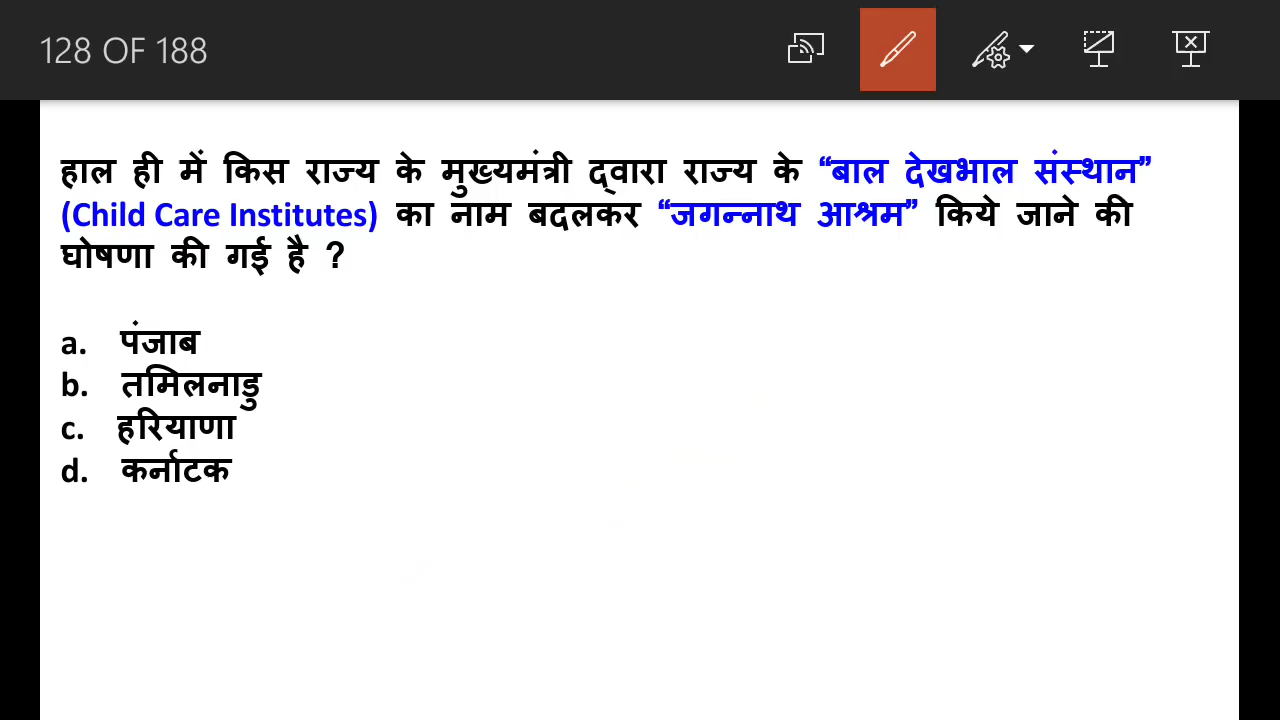 128 OF 188
हाल ही में किस राज्य के मुख्यमंत्री द्वारा राज्य के “बाल देखभाल संस्थान”
(Child Care Institutes) का नाम बदलकर “जगन्नाथ आश्रम” किये जाने की
घोषणा की गई है ?
a. पंजाब
b. तमिलनाडु
c. हरियाणा
d. कर्नाटक